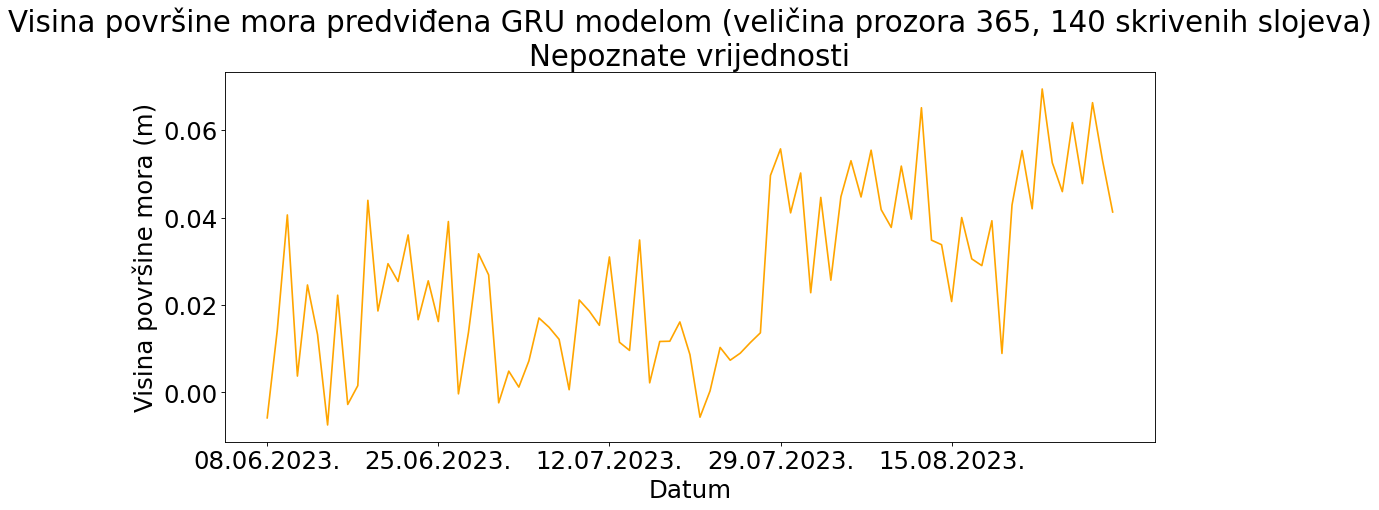 Visina površine mora predviđena GRU modelom (veličina prozora 365, 140 skrivenih slojeva)
Nepoznate vrijednosti
Visina površine mora (m)
0.06
0.04
0.02
0.00
08.06.2023. 25.06.2023. 12.07.2023. 29.07.2023. 15.08.2023.
Datum